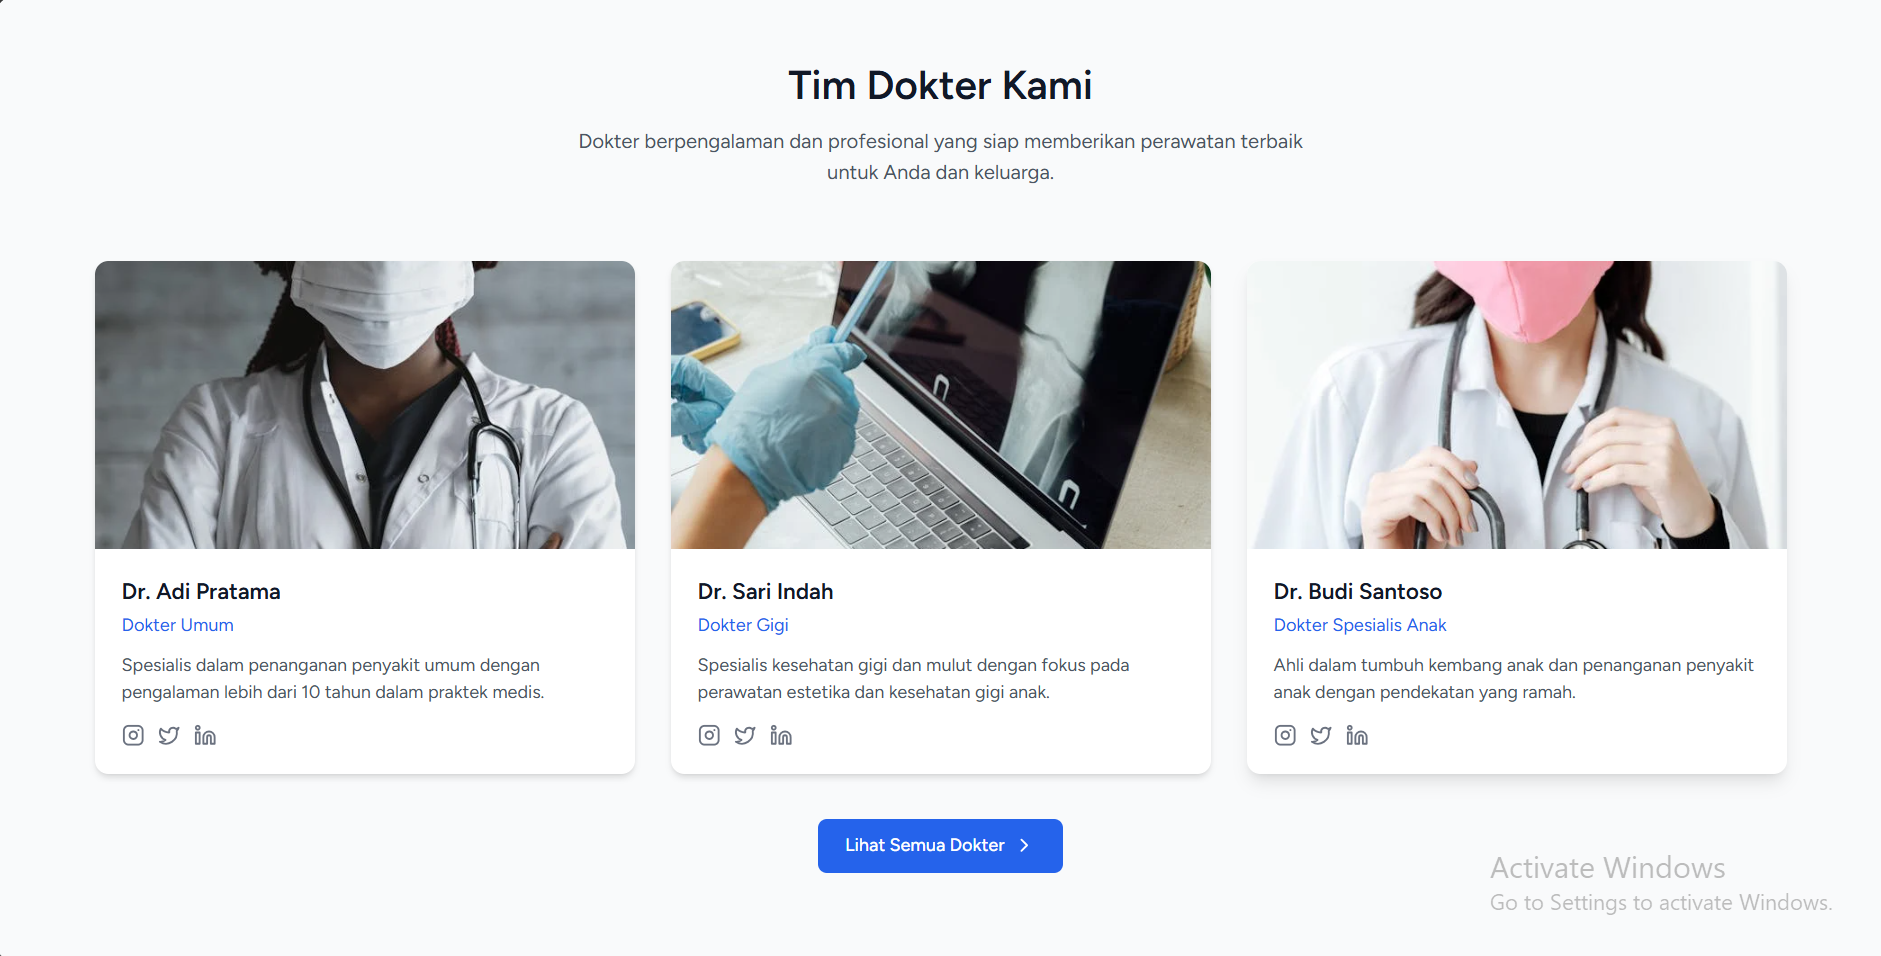 Tim Dokter Kami
Dokter berpengalaman dan profesional yang siap memberikan perawatan terbaik
untuk Anda dan keluarga.
Dr. Adi Pratama
Dokter Umum
Spesialis dalam penanganan penyakit umum dengan
pengalaman lebih dari 10 tahun dalam praktek medis.
Dr. Sari Indah
Dokter Gigi
Spesialis kesehatan gigi dan mulut dengan fokus pada
perawatan estetika dan kesehatan gigi anak.
Dr. Budi Santoso
Dokter Spesialis Anak
Ahli dalam tumbuh kembang anak dan penanganan penyakit
anak dengan pendekatan yang ramah.
Lihat Semua Dokter
Activate Windows
Go to Settings to activate Windows.